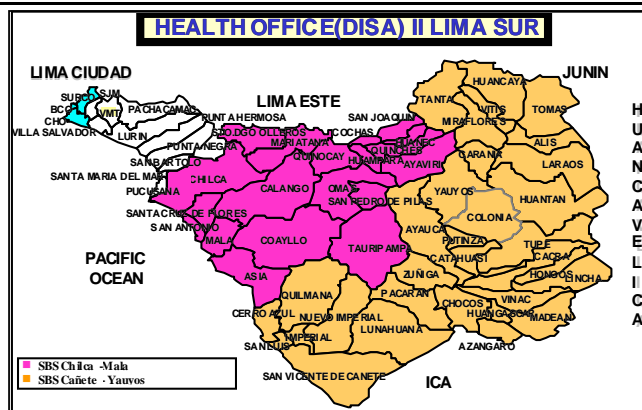 HEALTH OFFICE(DISA) II LIMA SUR
LIMA CIUDAD
JUNIN
LIMA ESTE
HUANCAYA
SURCO
SJM
TANTA
VITIS
TOMAS
BCO
VMT
PACHACAMAC
PUNTA HERMOSA
SAN JOAQUIN
MIRAFLORES
CHO
VILLA SALVADOR
LURIN
STO.DGO OLLEROS
COCHAS
HUANEC
ALIS
PUNTA NEGRA
MARIATANA
QUINCHES
SAN BARTOLO
QUINOCAY
HUAMPARA
AYAVIRI
CARANIA
LARAOS
SANTA MARIA DEL MAR
CHILCA
PUCUSANA
CALANGO
OMAS
YAUYOS
HUANTAN
SAN PEDRO DE PILAS
COLONIA
SANTA CRUZ DE FLORES
SAN ANTONIO
AYAUCA
MALA
COAYLLO
PUTINZA
TUPE
TAURIPAMPA
CATAHUASI
CACRA
PACIFIC
OCEAN
ASIA
ZUÑIGA
HONGOS
LINCHA
QUILMANA
PACARAN
CHOCOS
VINAC
CERRO AZUL
NUEVO IMPERIAL
HUANGASCAR
MADEAN
LUNAHUANA
IMPERIAL
SAN LUIS
AZANGARO
SAN VICENTE DE CAÑETE
ICA
SBS Chilca -Mala
SBS Cañete - Yauyos
H
U
A
N
C
A
V
E
L
I
C
A